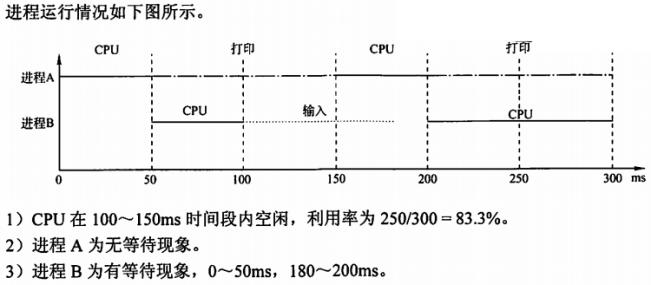 进程运行情况如下图所示。
CPU 打印 CPU 打印
进程A
CPU 输入 CPU
进程B
0 50 100 150 200 250 300 ms
1）CPU 在 100～150ms 时间段内空闲，利用率为 250/300 = 83.3%。
2）进程 A 为无等待现象。
3）进程 B 为有等待现象，0～50ms，180～200ms。